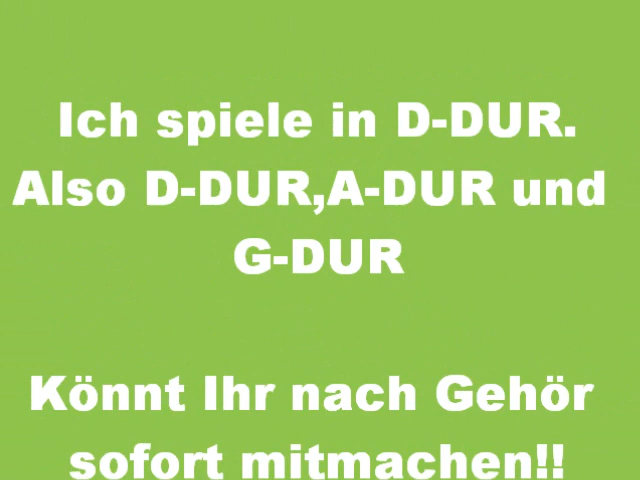 Ich spiele in D-DUR.
Also D-DUR,A-DUR und
G-DUR
Könnt Ihr nach Gehör
sofort mitmachen!!